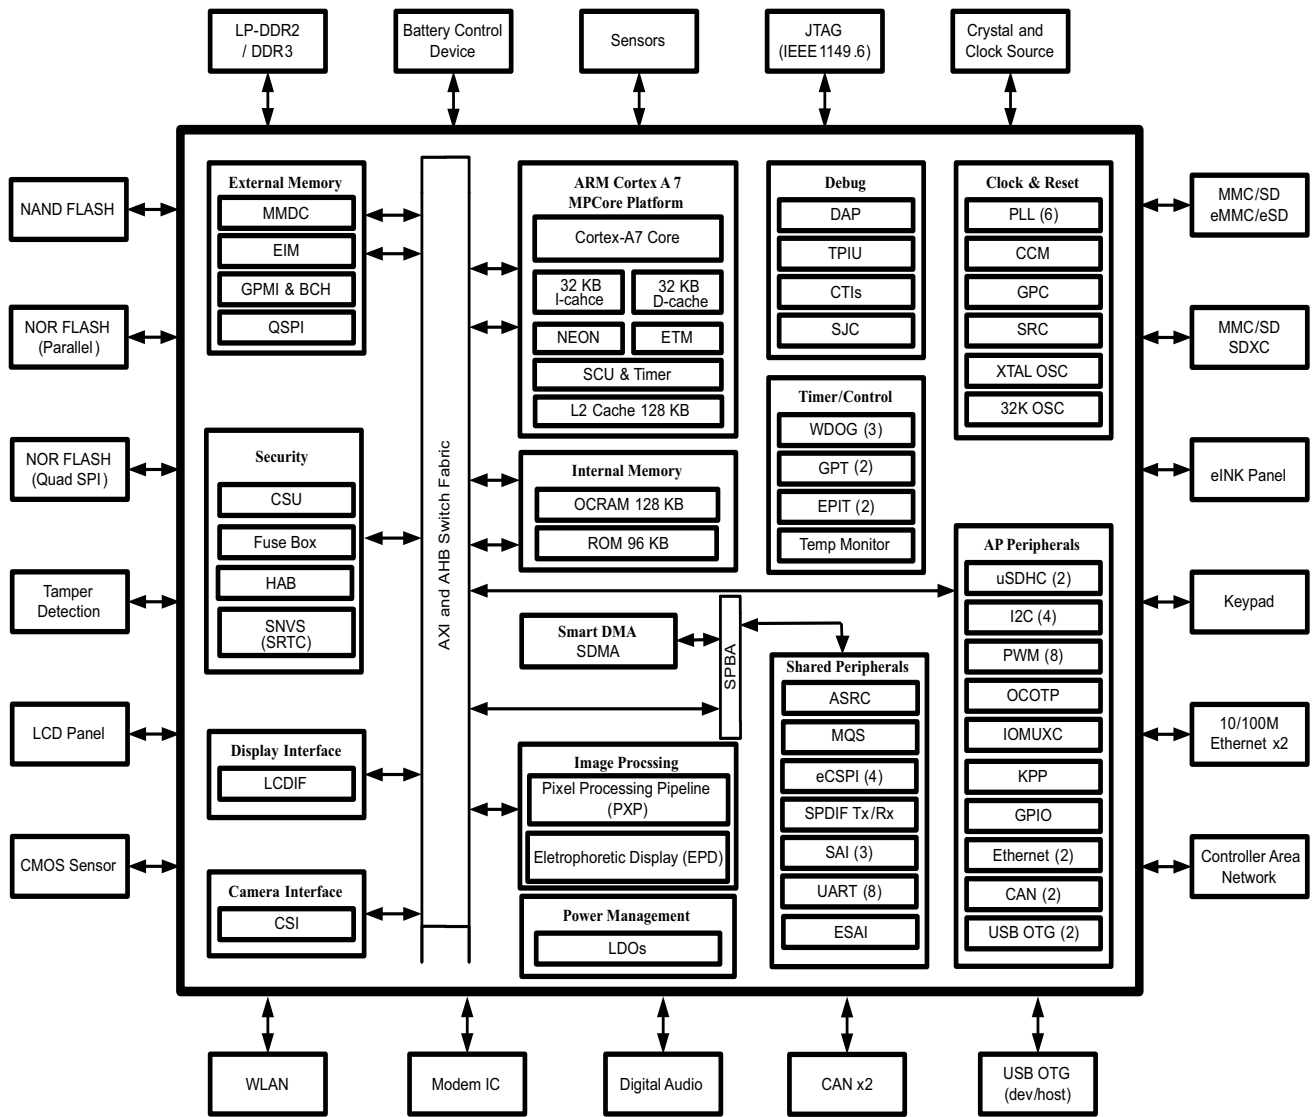 LP-DDR2
/ DDR3
Battery Control
Device
Sensors
JTAG
(IEEE 1149.6)
Crystal and
Clock Source
NAND FLASH
NOR FLASH
(Parallel)
NOR FLASH
(Quad SPI)
Tamper
Detection
LCD Panel
CMOS Sensor
External Memory
MMDC
EIM
GPMI & BCH
QSPI
Security
CSU
Fuse Box
HAB
SNVS
(SRTC)
Display Interface
LCDIF
Camera Interface
CSI
AXI and AHB Switch Fabric
ARM Cortex A 7
MPCore Platform
Cortex-A7 Core
32 KB
I-cahce
32 KB
D-cache
NEON
ETM
SCU & Timer
L2 Cache 128 KB
Internal Memory
OCRAM 128 KB
ROM 96 KB
Smart DMA
SDMA
SPBA
Image Procssing
Pixel Processing Pipeline
(PXP)
Eletrophoretic Display (EPD)
Power Management
LDOs
Debug
DAP
TPIU
CTIs
SJC
Timer/Control
WDOG (3)
GPT (2)
EPIT (2)
Temp Monitor
Shared Peripherals
ASRC
MQS
eCSPI (4)
SPDIF Tx/Rx
SAI (3)
UART (8)
ESAI
Clock & Reset
PLL (6)
CCM
GPC
SRC
XTAL OSC
32K OSC
AP Peripherals
uSDHC (2)
I2C (4)
PWM (8)
OCOTP
IOMUXC
KPP
GPIO
Ethernet (2)
CAN (2)
USB OTG (2)
MMC/SD
eMMC/eSD
MMC/SD
SDXC
eINK Panel
Keypad
10/100M
Ethernet x2
Controller Area
Network
WLAN
Modem IC
Digital Audio
CAN x2
USB OTG
(dev/host)